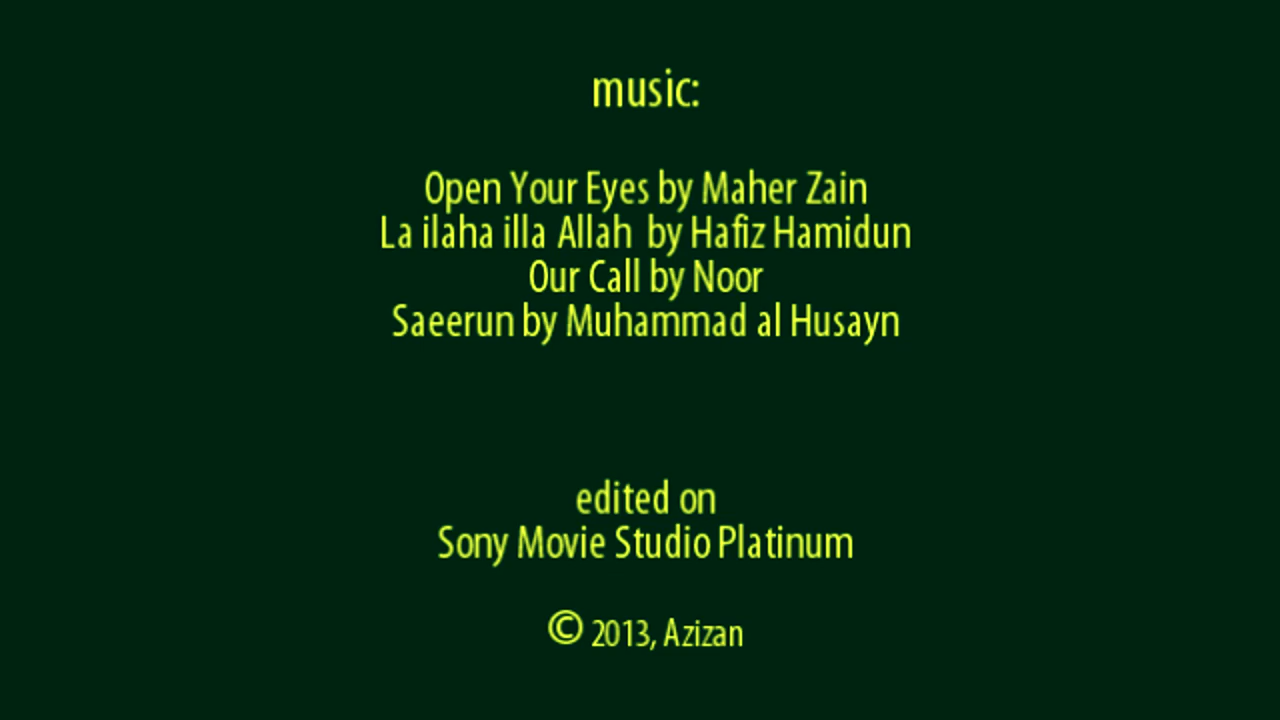 music:
Open Your Eyes by Maher Zain
La ilaha illa Allah by Hafiz Hamidun
Our Call by Noor
Saeerun by Muhammad al Husayn
edited on
Sony Movie Studio Platinum
© 2013, Azizan